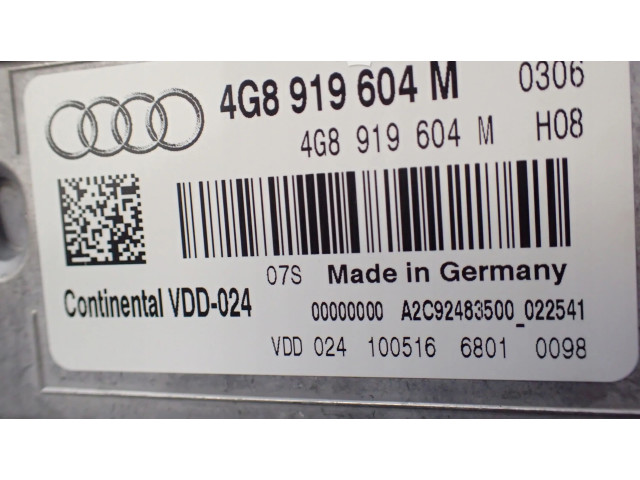 4G8 919 604 M 0306
4G8 919 604 M H08
07S Made in Germany
Continental VDD-024 00000000 A2C92483500_022541
VDD 024 100516 6801 0098